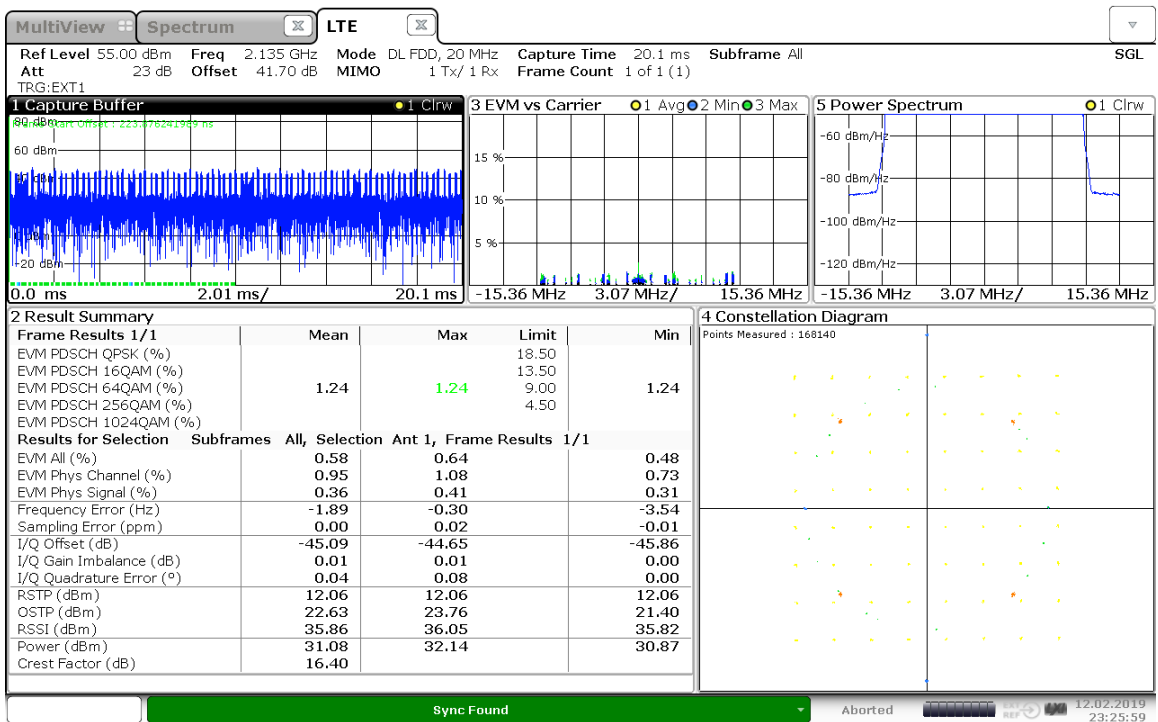 MultiView Spectrum LTE
Ref Level 55.00 dBm Freq 2.135 GHz Mode DL FDD, 20 MHz Capture Time 20.1 ms Subframe All SGL
Att 23 dB Offset 41.70 dB MIMO 1 Tx/ 1 Rx Frame Count 1 of 1 (1)
TRG:EXT1
1 Capture Buffer 1 Clrw
80 dBm
Frame Start Offset : 223.876241989 ns
60 dBm
-20 dBm
0.0 ms 2.01 ms/ 20.1 ms
3 EVM vs Carrier 1 Avg 2 Min 3 Max
15 %
10 %
5 %
-15.36 MHz 3.07 MHz/ 15.36 MHz
5 Power Spectrum 1 Clrw
-60 dBm/Hz
-80 dBm/Hz
-100 dBm/Hz
-120 dBm/Hz
-15.36 MHz 3.07 MHz/ 15.36 MHz
2 Result Summary
Frame Results 1/1 Mean Max Limit Min
EVM PDSCH QPSK (%) 18.50
EVM PDSCH 16QAM (%) 13.50
EVM PDSCH 64QAM (%) 1.24 1.24 9.00 1.24
EVM PDSCH 256QAM (%) 4.50
EVM PDSCH 1024QAM (%)
Results for Selection Subframes All, Selection Ant 1, Frame Results 1/1
EVM All (%) 0.58 0.64 0.48
EVM Phys Channel (%) 0.95 1.08 0.73
EVM Phys Signal (%) 0.36 0.41 0.31
Frequency Error (Hz) -1.89 -0.30 -3.54
Sampling Error (ppm) 0.00 0.02 -0.01
I/Q Offset (dB) -45.09 -44.65 -45.86
I/Q Gain Imbalance (dB) 0.01 0.01 0.00
I/Q Quadrature Error (°) 0.04 0.08 0.00
RSTP (dBm) 12.06 12.06 12.06
OSTP (dBm) 22.63 23.76 21.40
RSSI (dBm) 35.86 36.05 35.82
Power (dBm) 31.08 32.14 30.87
Crest Factor (dB) 16.40
4 Constellation Diagram
Points Measured : 168140
Sync Found
Aborted
EXT
REF
12.02.2019
23:25:59